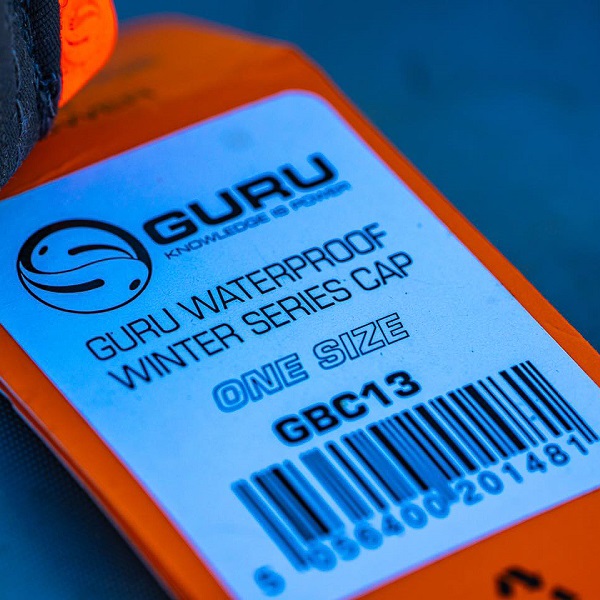 GURU
KNOWLEDGE IS POWER
GURU WATERPROOF
WINTER SERIES CAP
ONE SIZE
GBC13
5 056400 201481